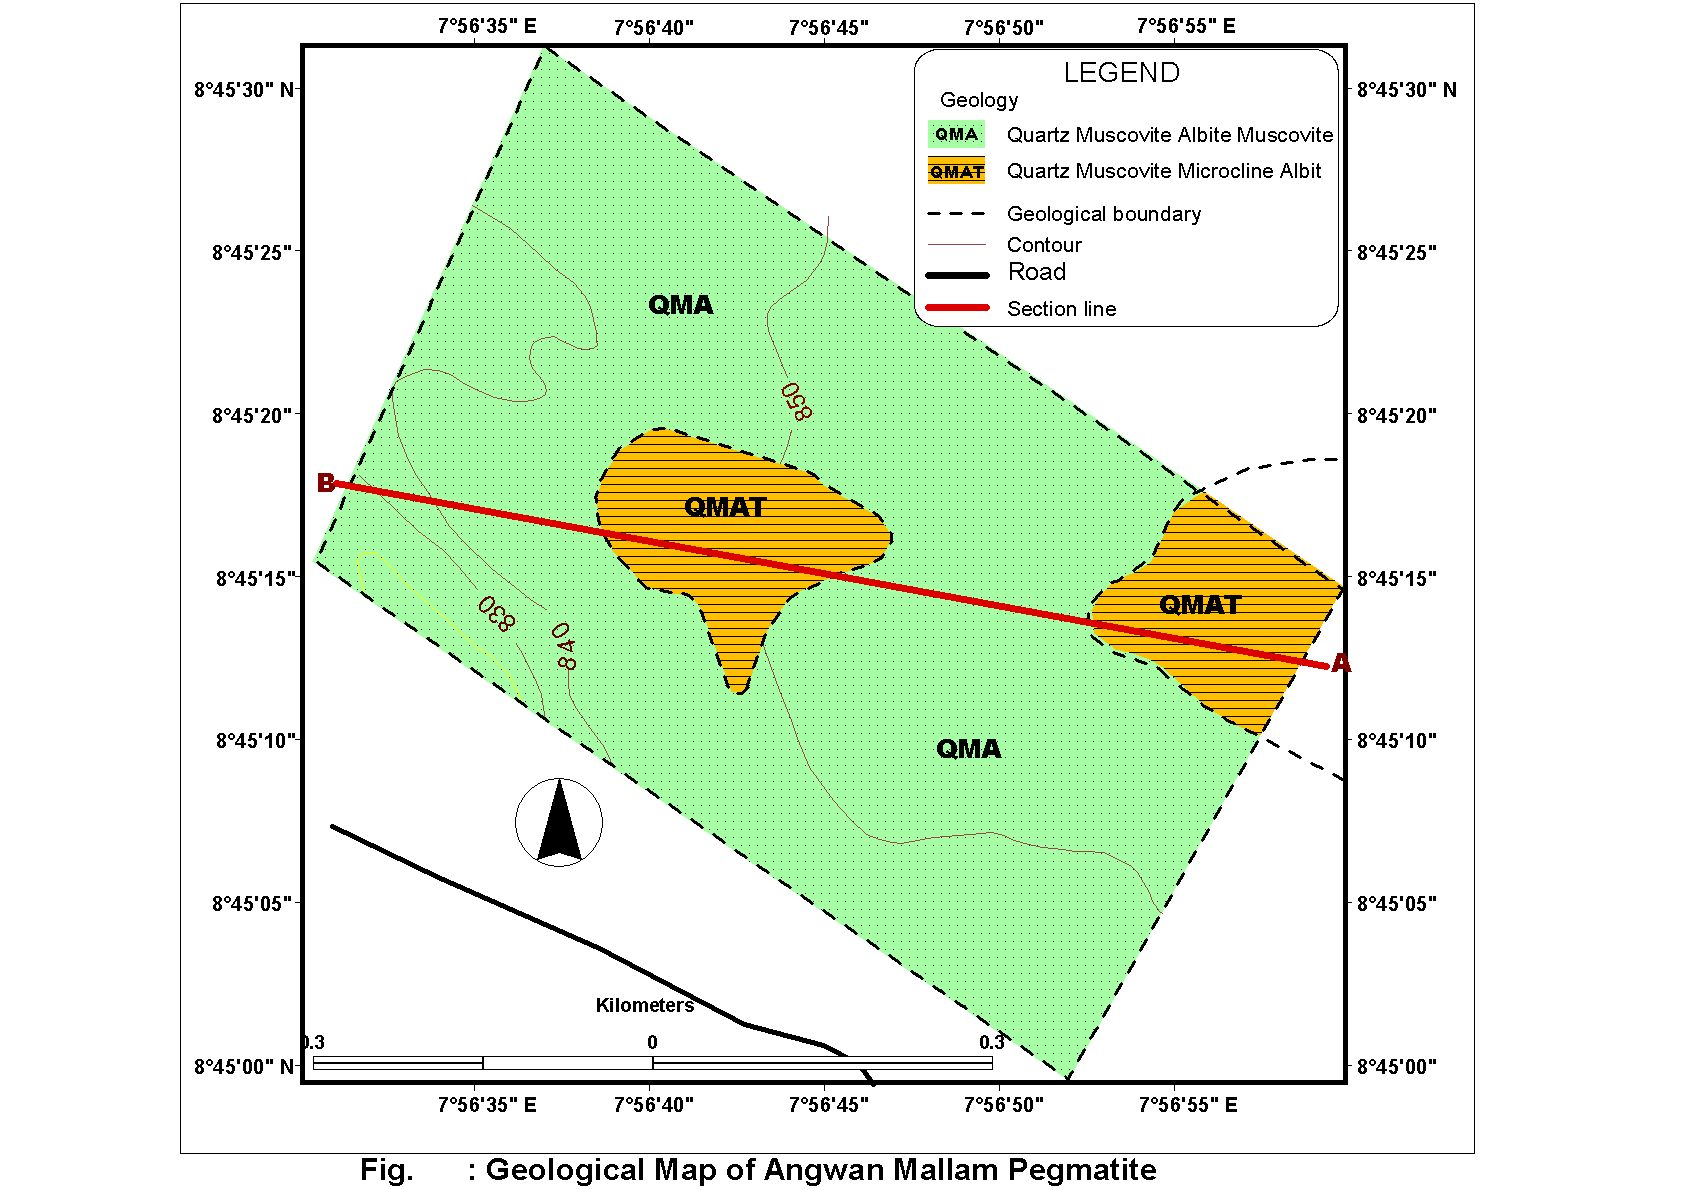 7°56'35" E 7°56'40" 7°56'45" 7°56'50" 7°56'55" E
LEGEND
Geology
QMA Quartz Muscovite Albite Muscovite
QMAT Quartz Muscovite Microcline Albit
Geological boundary
Contour
Road
Section line
8°45'30" N 8°45'30" N
8°45'25" 8°45'25"
QMA
850
8°45'20" 8°45'20"
B
QMAT
8°45'15" 8°45'15"
QMAT
830
840
A
8°45'10" 8°45'10"
QMA
8°45'05" 8°45'05"
Kilometers
0.3 0 0.3
8°45'00" N 8°45'00" N
7°56'35" E 7°56'40" 7°56'45" 7°56'50" 7°56'55" E
Fig. : Geological Map of Angwan Mallam Pegmatite